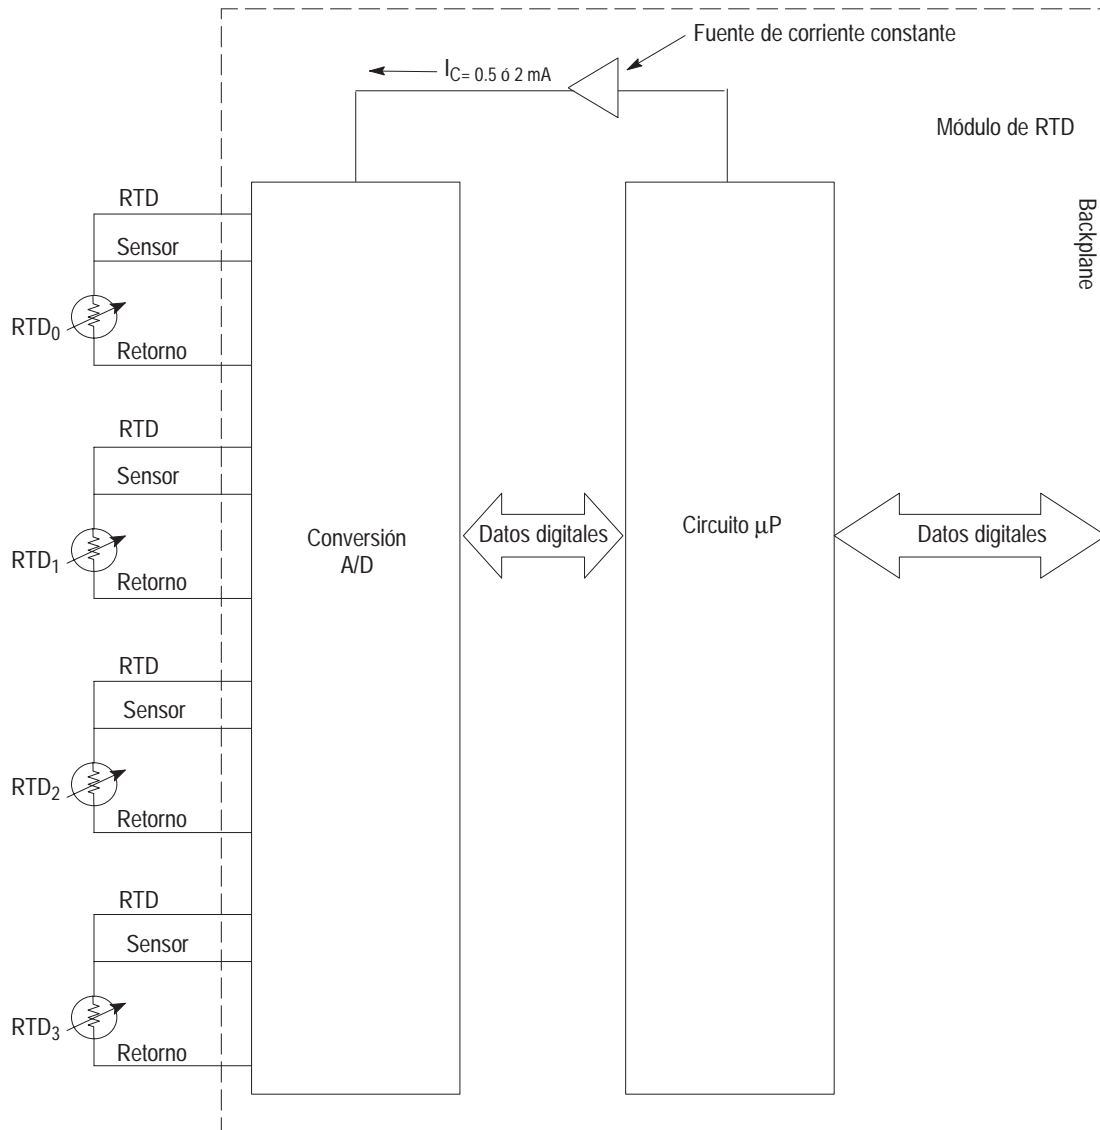 Fuente de corriente constante
IC= 0.5 ó 2 mA
Módulo de RTD
Backplane
RTD
Sensor
RTD0
Retorno
RTD
Sensor
RTD1
Retorno
RTD
Sensor
RTD2
Retorno
RTD
Sensor
RTD3
Retorno
Conversión
A/D
Datos digitales
Circuito μP
Datos digitales